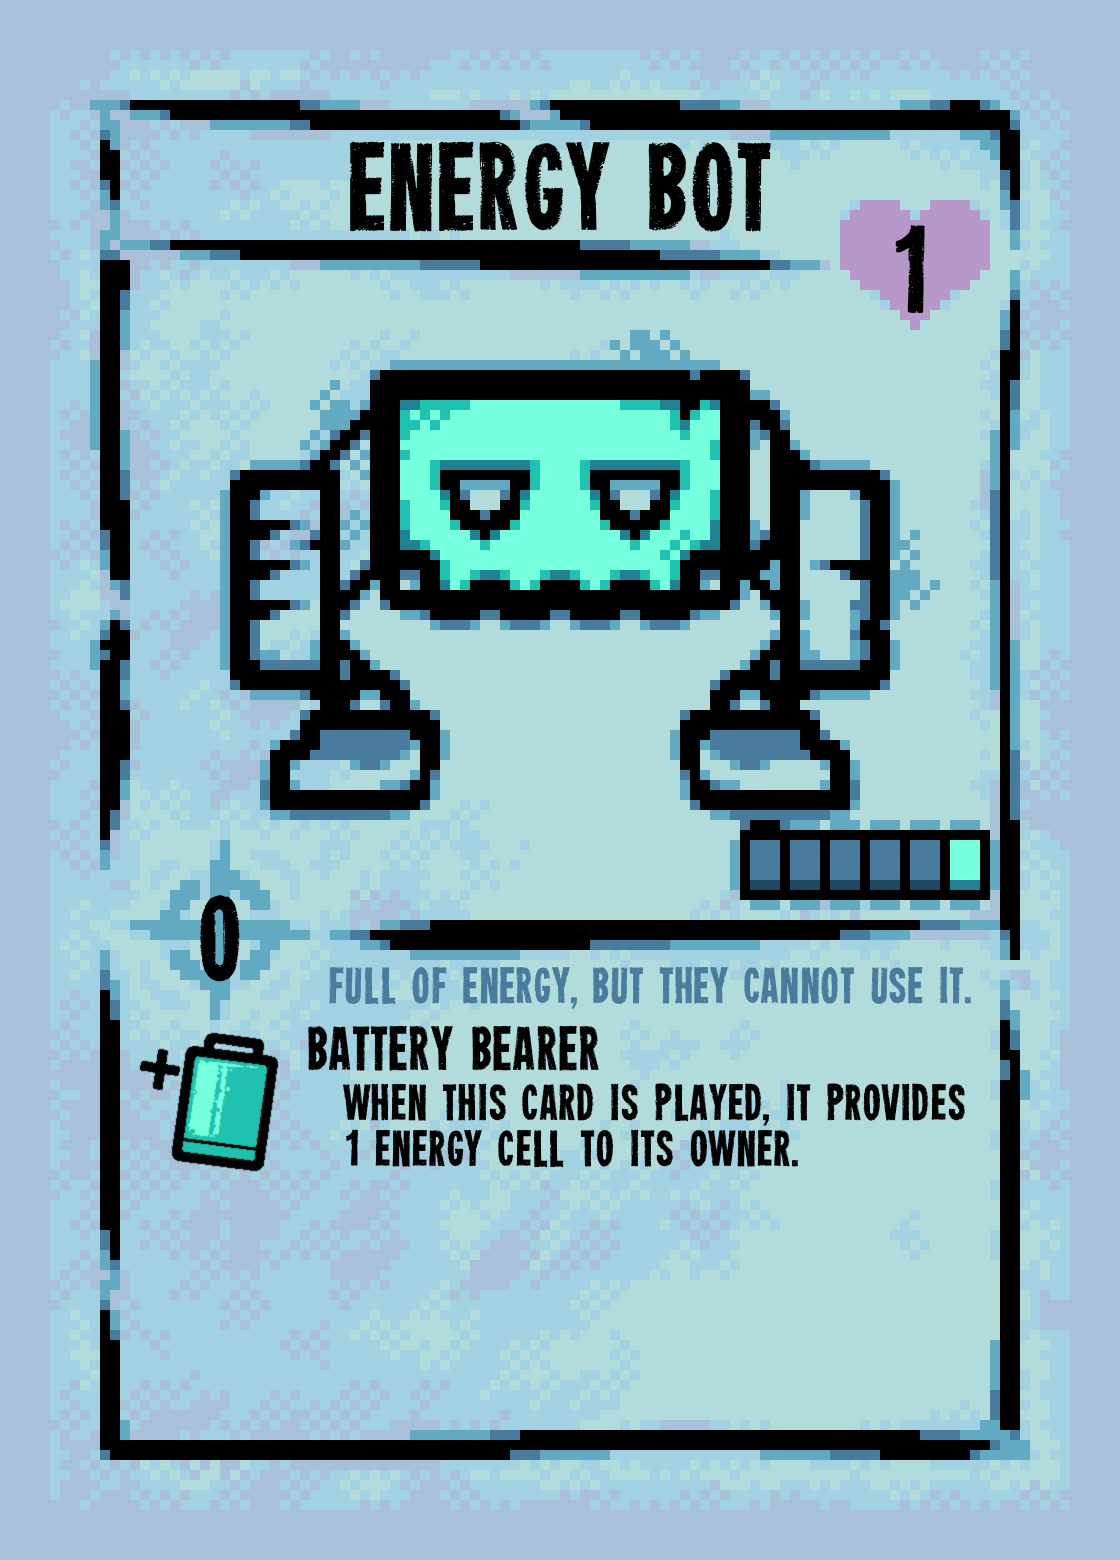 ENERGY BOT
1
0
FULL OF ENERGY, BUT THEY CANNOT USE IT.
BATTERY BEARER
WHEN THIS CARD IS PLAYED, IT PROVIDES
1 ENERGY CELL TO ITS OWNER.